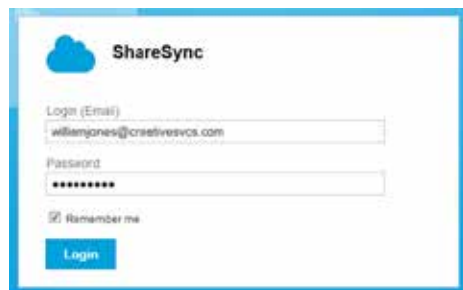 ShareSync
Login (Email)
williamjones@creativesvcs.com
Password
•••••••••
Remember me
Login